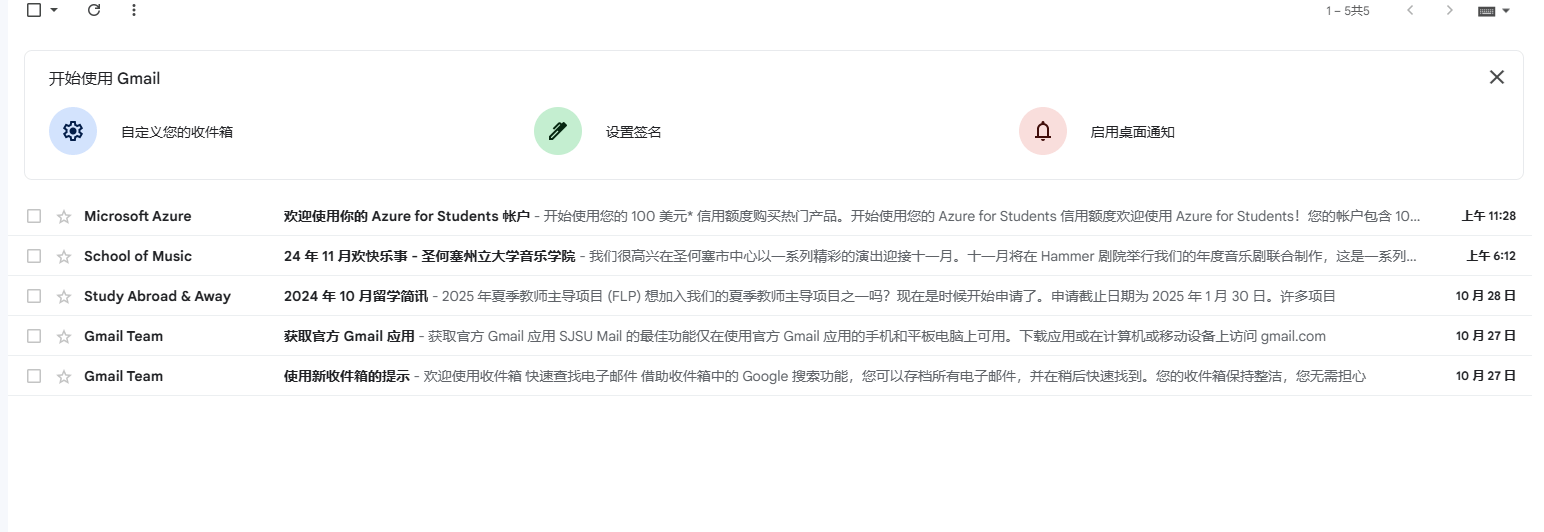 1 – 5共5
开始使用 Gmail
自定义您的收件箱
设置签名
启用桌面通知
Microsoft Azure 欢迎使用你的 Azure for Students 帐户 - 开始使用您的 100 美元* 信用额度购买热门产品。开始使用您的 Azure for Students 信用额度欢迎使用 Azure for Students！您的帐户包含 10... 上午 11:28
School of Music 24 年 11 月欢快乐事 - 圣何塞州立大学音乐学院 - 我们很高兴在圣何塞市中心以一系列精彩的演出迎接十一月。十一月将在 Hammer 剧院举行我们的年度音乐剧联合制作，这是一系列... 上午 6:12
Study Abroad & Away 2024 年 10 月留学简讯 - 2025 年夏季教师主导项目 (FLP) 想加入我们的夏季教师主导项目之一吗？现在是时候开始申请了。申请截止日期为 2025 年 1 月 30 日。许多项目 10 月 28 日
Gmail Team 获取官方 Gmail 应用 - 获取官方 Gmail 应用 SJSU Mail 的最佳功能仅在使用官方 Gmail 应用的手机和平板电脑上可用。下载应用或在计算机或移动设备上访问 gmail.com 10 月 27 日
Gmail Team 使用新收件箱的提示 - 欢迎使用收件箱 快速查找电子邮件 借助收件箱中的 Google 搜索功能，您可以存档所有电子邮件，并在稍后快速找到。您的收件箱保持整洁，您无需担心 10 月 27 日